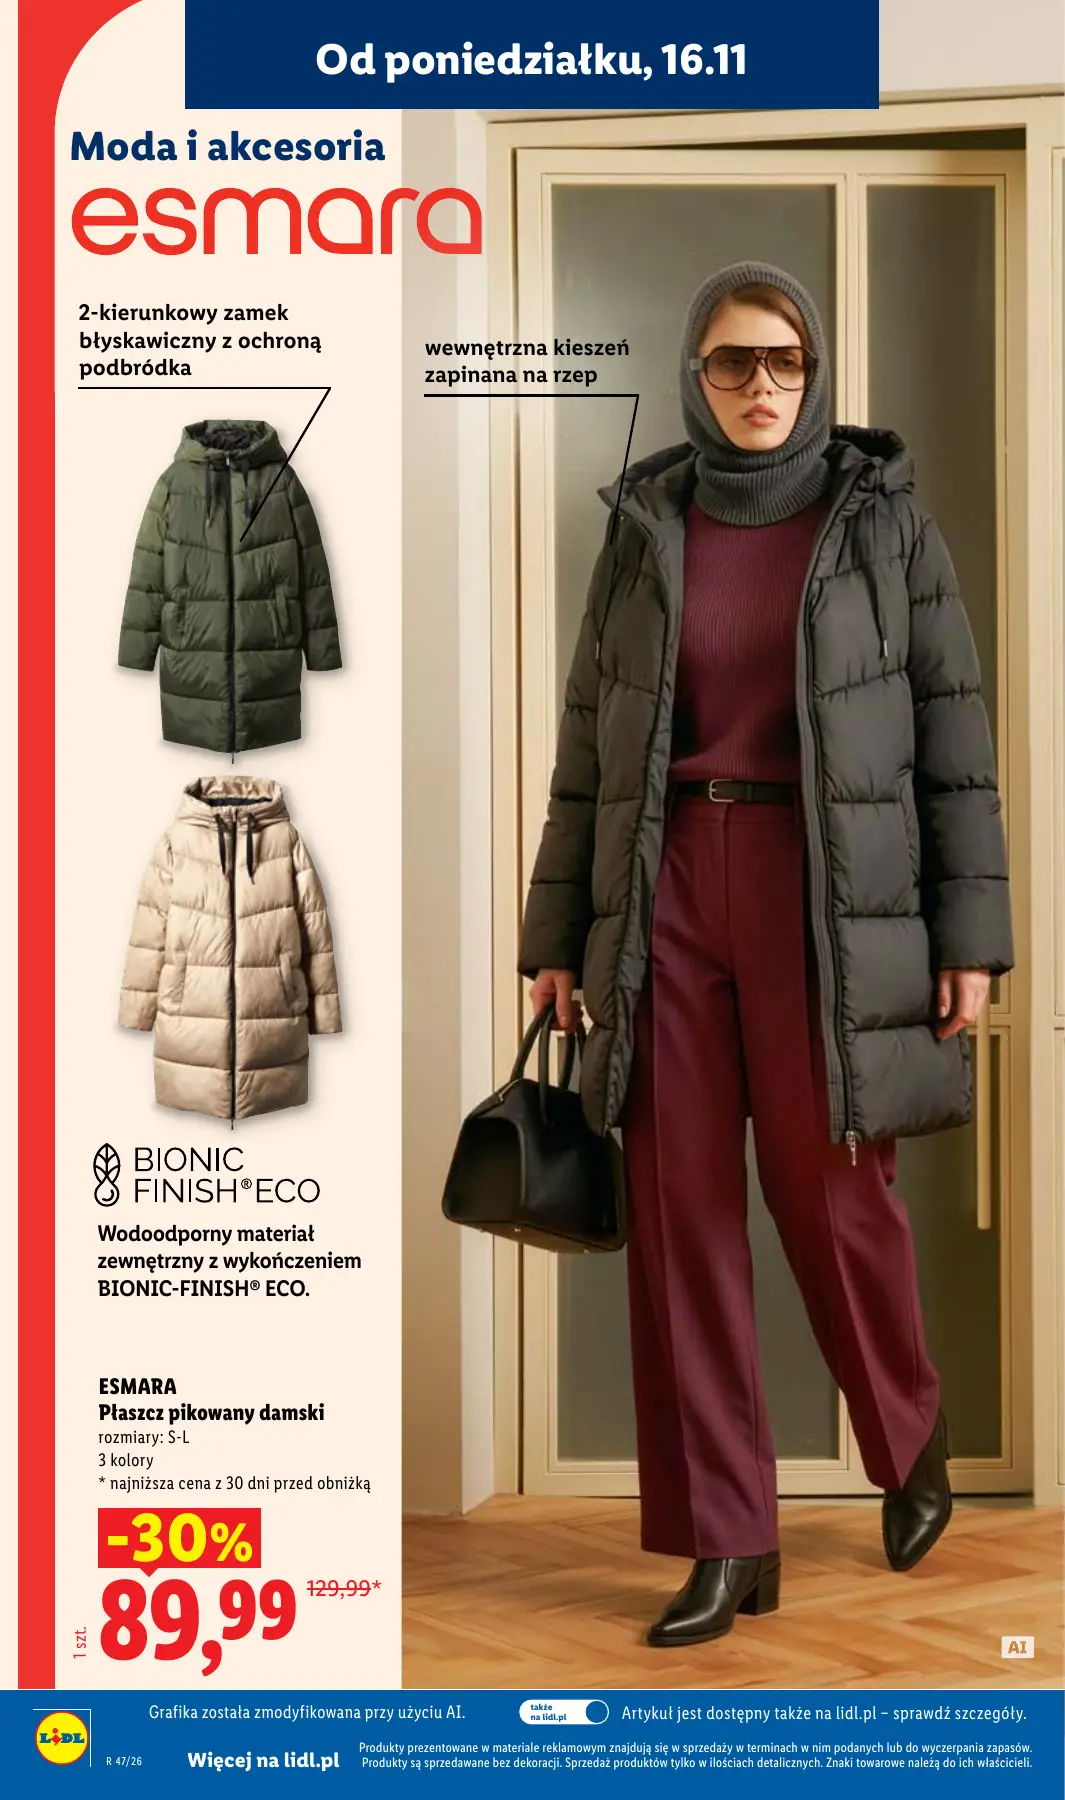 Od poniedziałku, 16.11
Moda i akcesoria
esmara
2-kierunkowy zamek
błyskawiczny z ochroną
podbródka
wewnętrzna kieszeń
zapinana na rzep
BIONIC
FINISH®ECO
Wodoodporny materiał
zewnętrzny z wykończeniem
BIONIC-FINISH® ECO.
ESMARA
Płaszcz pikowany damski
rozmiary: S-L
3 kolory
* najniższa cena z 30 dni przed obniżką
-30%
1 szt.
89,99
129,99*
AI
Grafika została zmodyfikowana przy użyciu AI.
także
na lidl.pl
Artykuł jest dostępny także na lidl.pl – sprawdź szczegóły.
LIDL
R 47/26
Więcej na lidl.pl
Produkty prezentowane w materiale reklamowym znajdują się w sprzedaży w terminach w nim podanych lub do wyczerpania zapasów.
Produkty są sprzedawane bez dekoracji. Sprzedaż produktów tylko w ilościach detalicznych. Znaki towarowe należą do ich właścicieli.